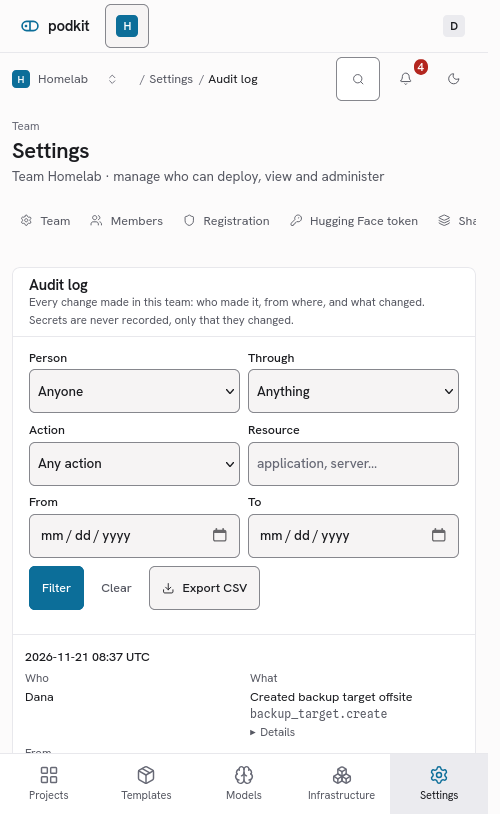 podkit
H
D
H Homelab / Settings / Audit log
4
Team
Settings
Team Homelab · manage who can deploy, view and administer
Team Members Registration Hugging Face token Sha
Audit log
Every change made in this team: who made it, from where, and what changed.
Secrets are never recorded, only that they changed.
Person Through
Anyone Anything
Action Resource
Any action application, server...
From To
mm / dd / yyyy mm / dd / yyyy
Filter Clear Export CSV
2026-11-21 08:37 UTC
Who What
Dana Created backup target offsite
backup_target.create
▸ Details
From
Projects Templates Models Infrastructure Settings